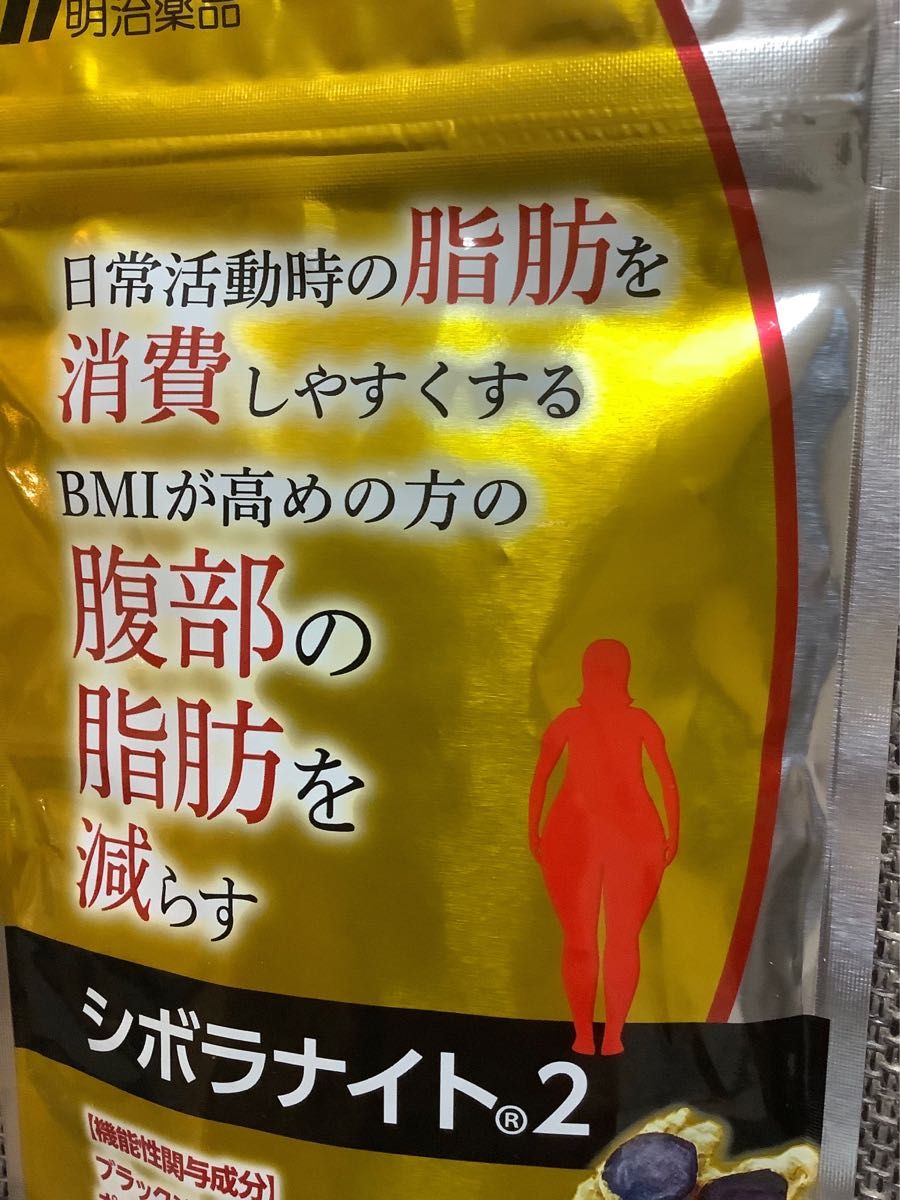 明治薬品
日常活動時の脂肪を
消費しやすくする
BMIが高めの方の
腹部の
脂肪を
減らす
シボラナイト®2
【機能性関与成分】
ブラック